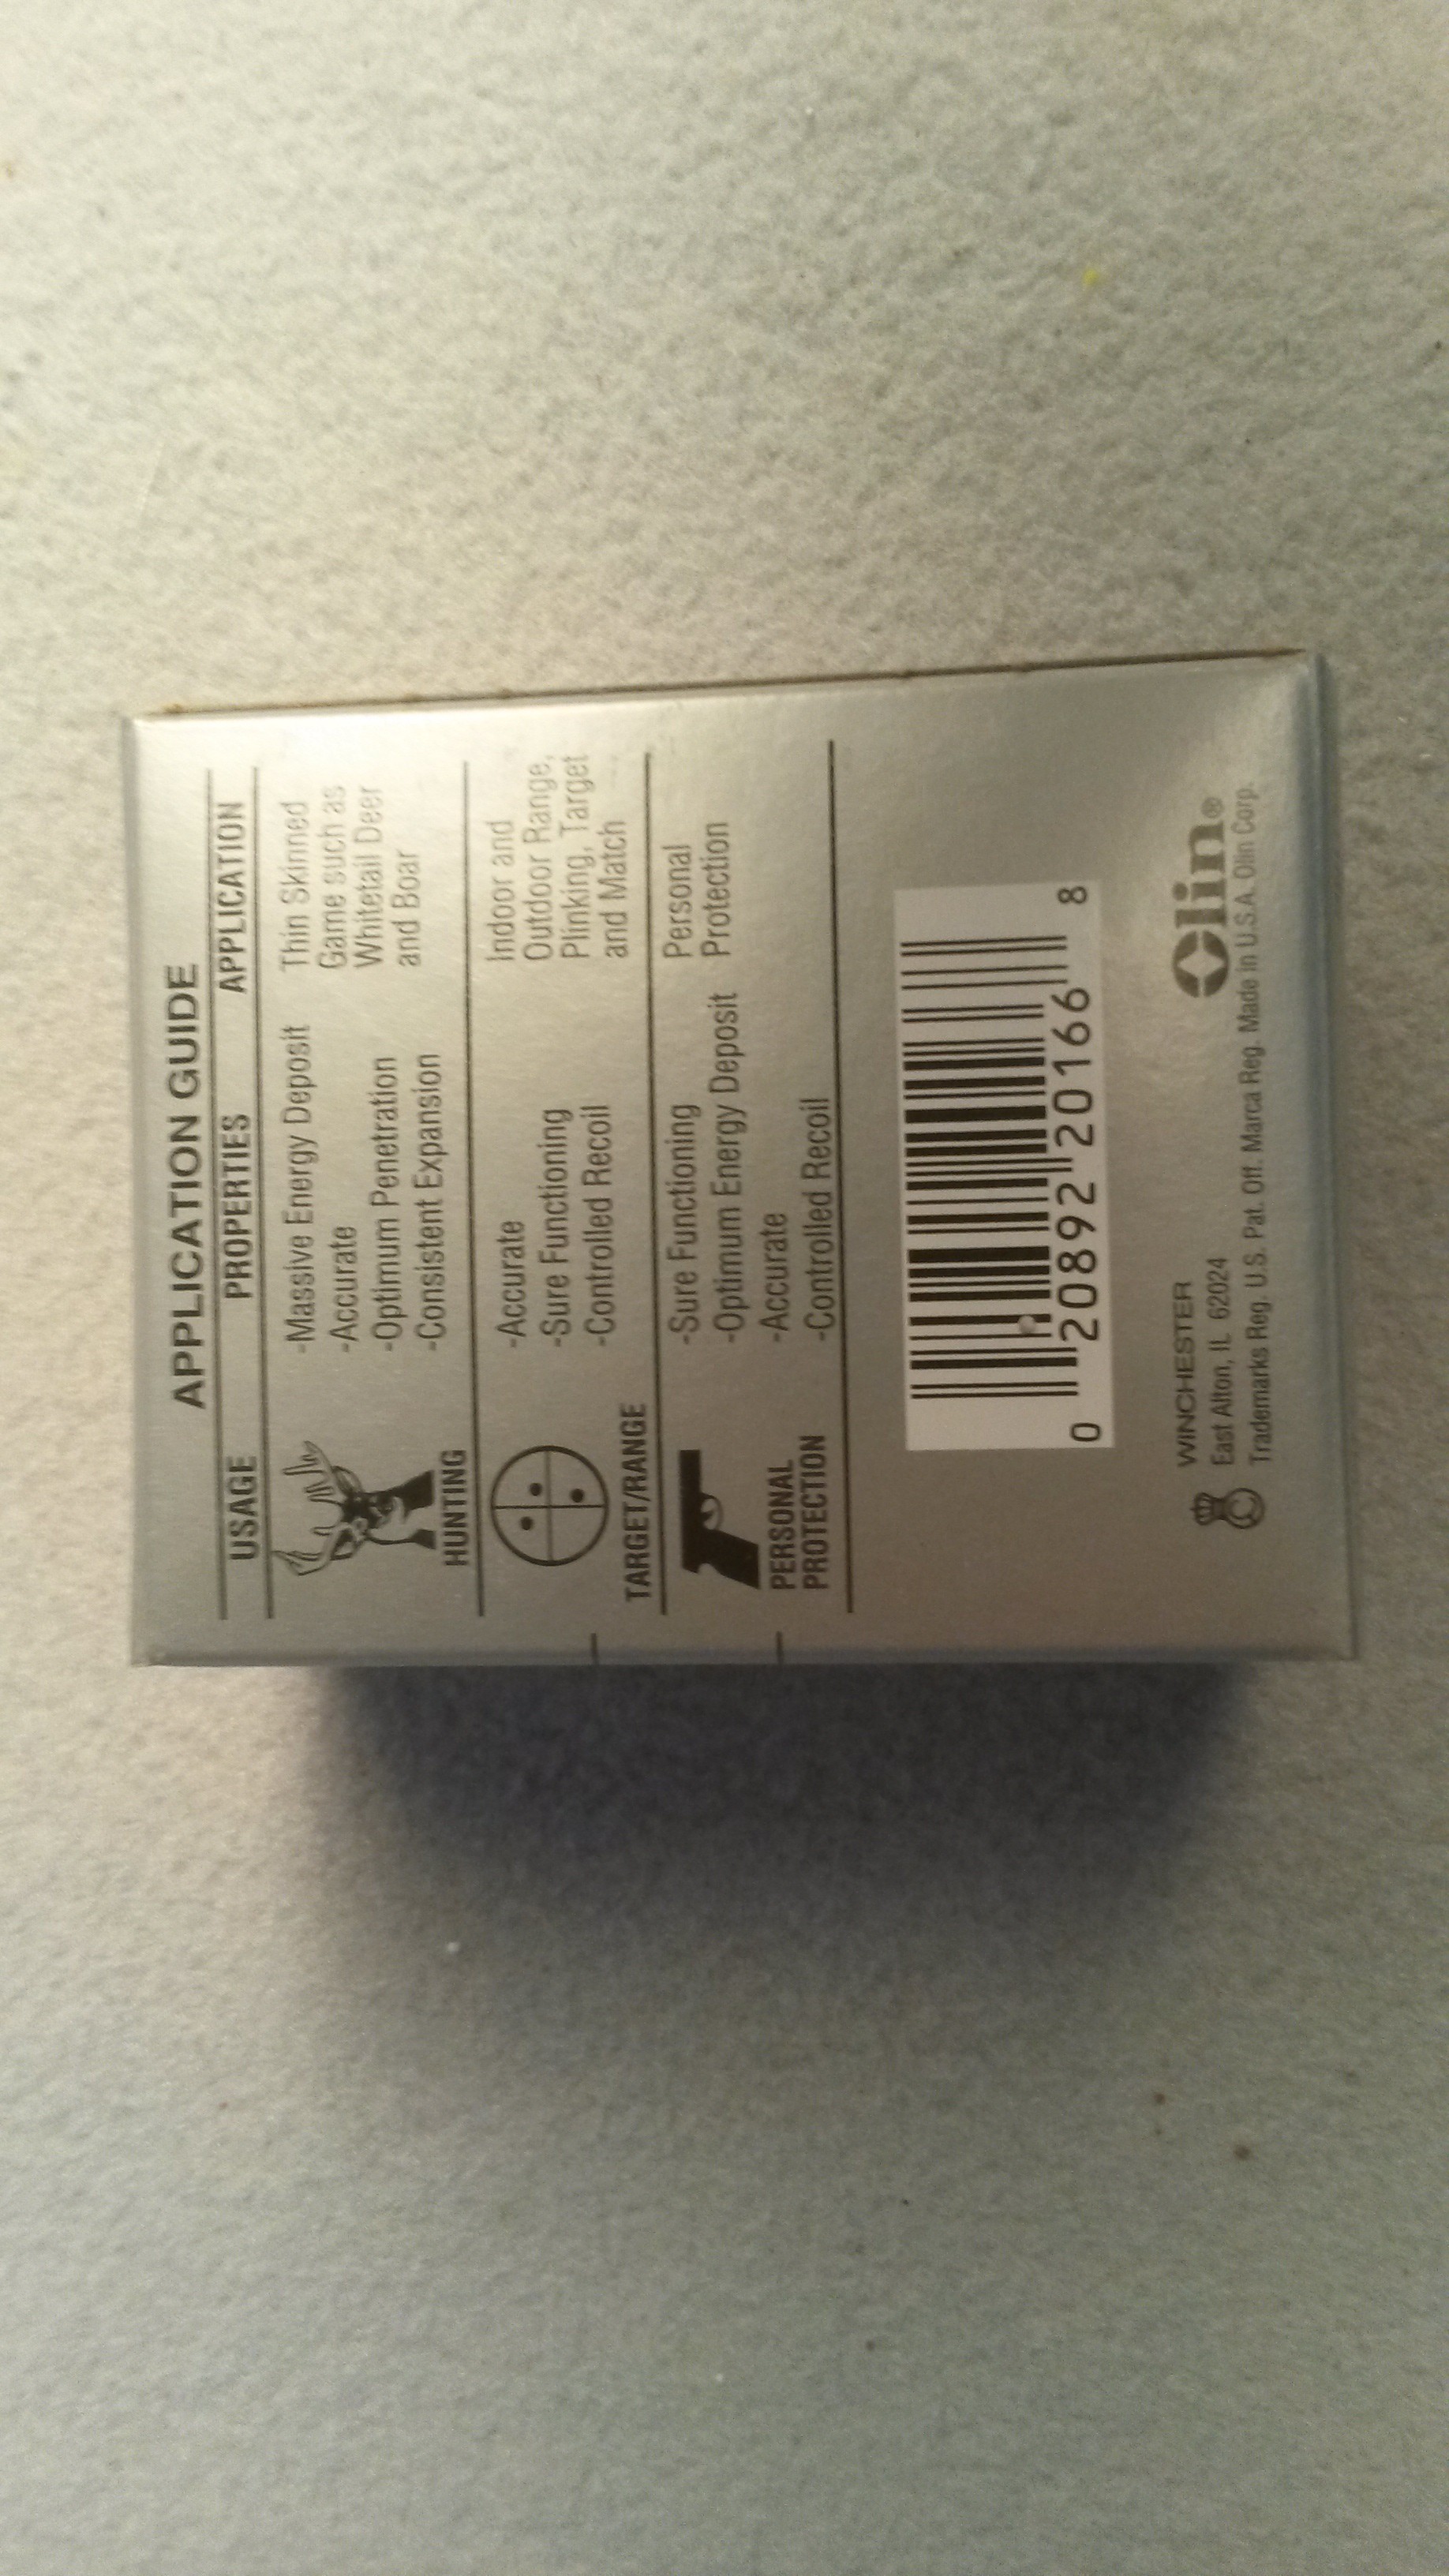 APPLICATION GUIDE
USAGE PROPERTIES APPLICATION
HUNTING
-Massive Energy Deposit
-Accurate
-Optimum Penetration
-Consistent Expansion
Thin Skinned
Game such as
Whitetail Deer
and Boar
TARGET/RANGE
-Accurate
-Sure Functioning
-Controlled Recoil
Indoor and
Outdoor Range,
Plinking, Target
and Match
PERSONAL
PROTECTION
-Sure Functioning
-Optimum Energy Deposit
-Accurate
-Controlled Recoil
Personal
Protection
0 20892 20166 8
WINCHESTER
East Alton, IL 62024
Olin®
Trademarks Reg. U.S. Pat. Off. Marca Reg. Made in U.S.A. Olin Corp.